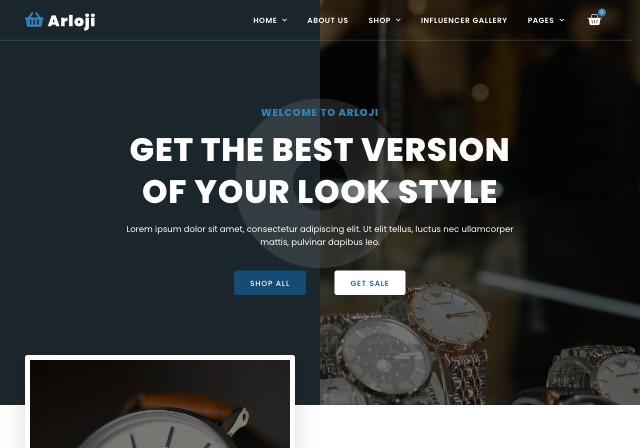 Arloji
HOME ABOUT US SHOP INFLUENCER GALLERY PAGES
WELCOME TO ARLOJI
GET THE BEST VERSION
OF YOUR LOOK STYLE
Lorem ipsum dolor sit amet, consectetur adipiscing elit. Ut elit tellus, luctus nec ullamcorper
mattis, pulvinar dapibus leo.
SHOP ALL GET SALE